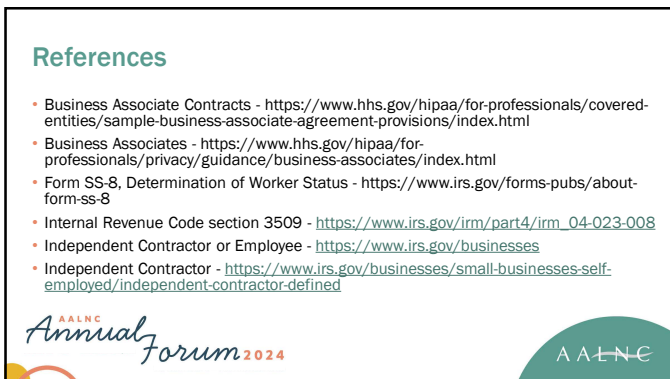 References
• Business Associate Contracts - https://www.hhs.gov/hipaa/for-professionals/covered-
entities/sample-business-associate-agreement-provisions/index.html
• Business Associates - https://www.hhs.gov/hipaa/for-
professionals/privacy/guidance/business-associates/index.html
• Form SS-8, Determination of Worker Status - https://www.irs.gov/forms-pubs/about-
form-ss-8
• Internal Revenue Code section 3509 - https://www.irs.gov/irm/part4/irm_04-023-008
• Independent Contractor or Employee - https://www.irs.gov/businesses
• Independent Contractor - https://www.irs.gov/businesses/small-businesses-self-
employed/independent-contractor-defined
AALNC
Annual
Forum 2024
AALNC